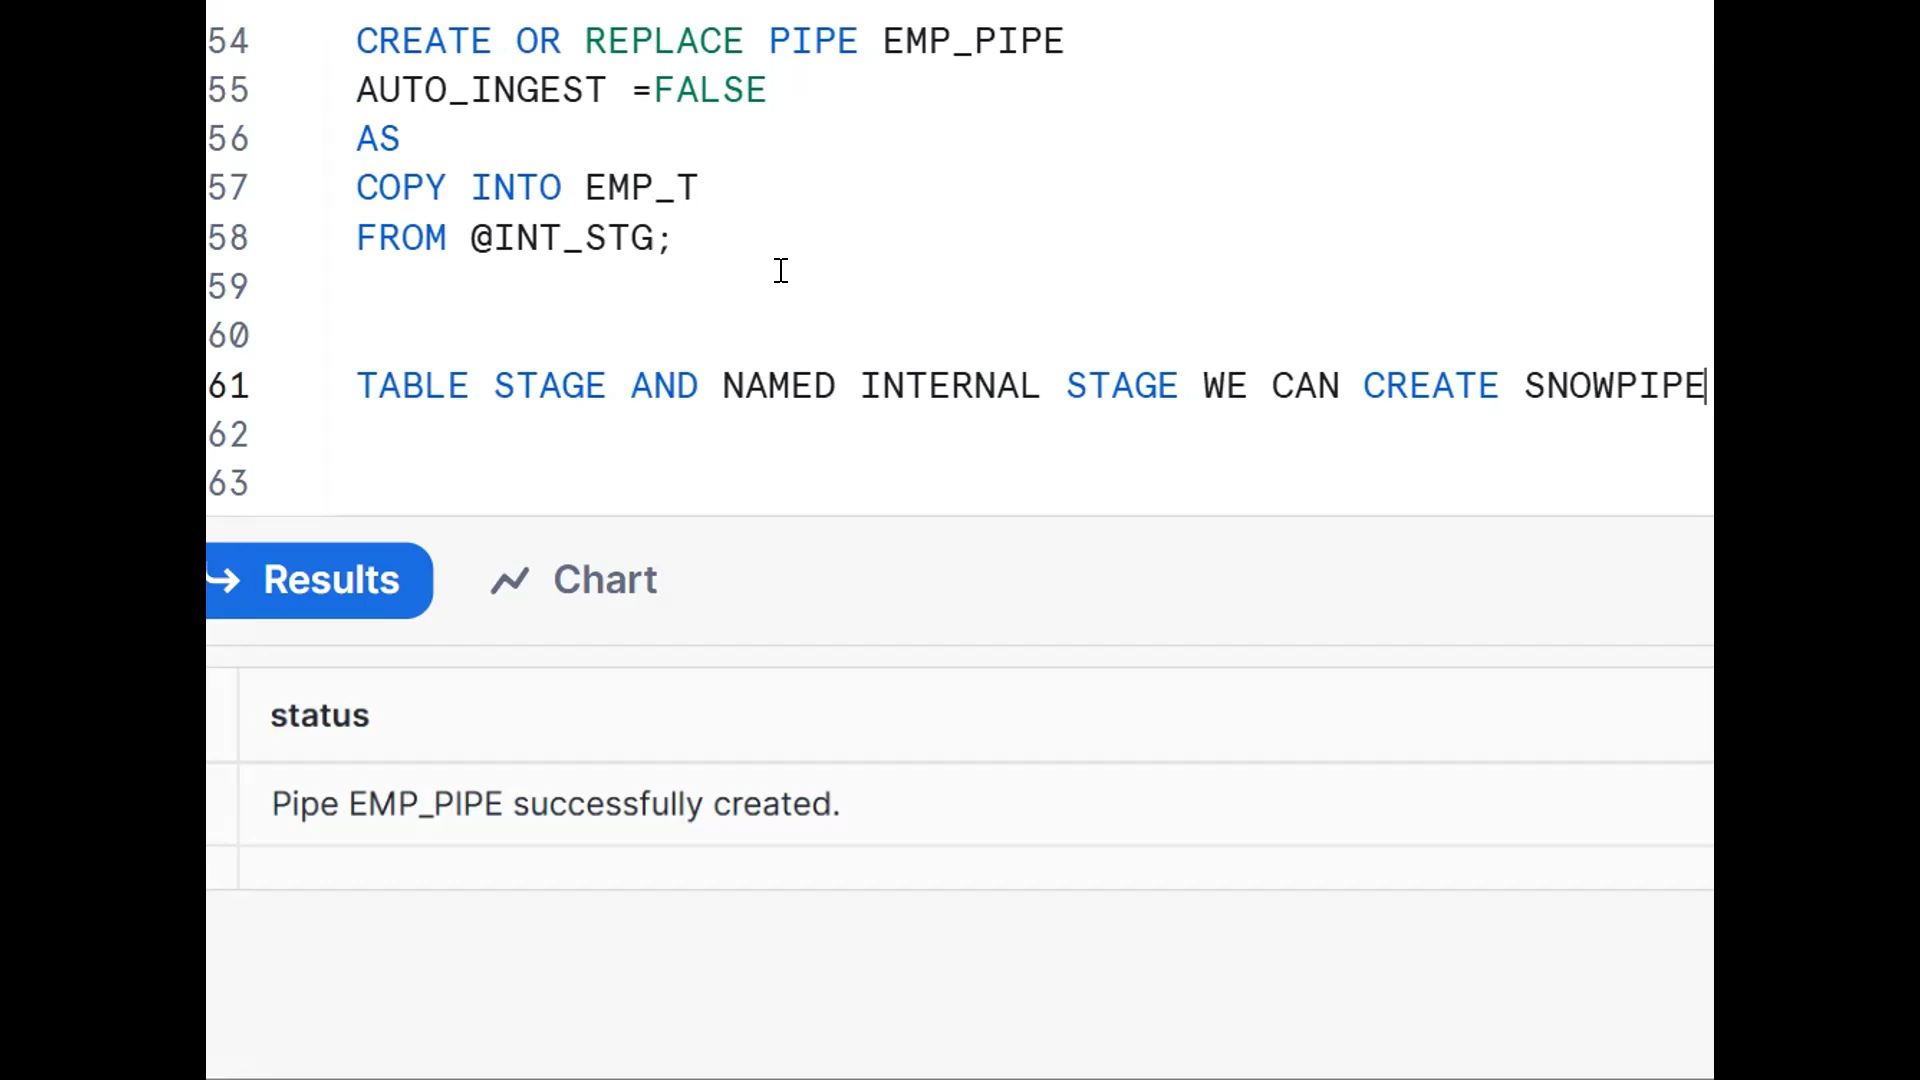 54 CREATE OR REPLACE PIPE EMP_PIPE
55 AUTO_INGEST =FALSE
56 AS
57 COPY INTO EMP_T
58 FROM @INT_STG;
59
60
61 TABLE STAGE AND NAMED INTERNAL STAGE WE CAN CREATE SNOWPIPE
62
63
Results Chart
status
Pipe EMP_PIPE successfully created.